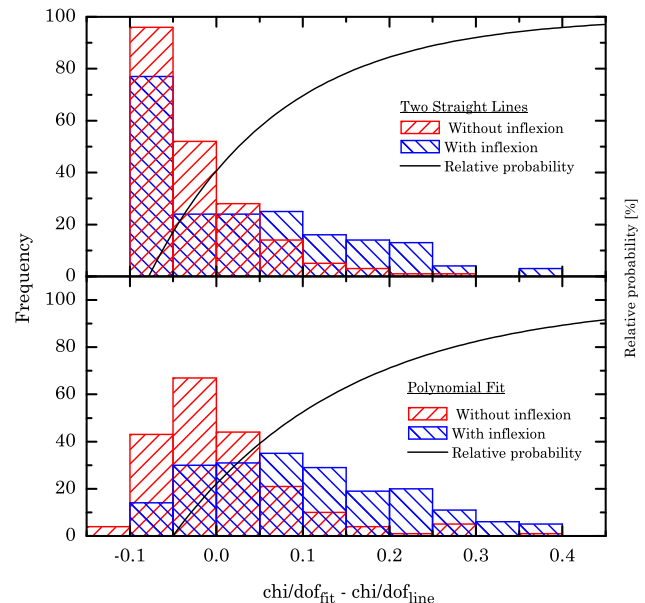 100
80
60
40
20
0
Two Straight Lines
Without inflexion
With inflexion
Relative probability
100
80
60
40
20
0
Polynomial Fit
Without inflexion
With inflexion
Relative probability
-0.1 0.0 0.1 0.2 0.3 0.4
chi/dof_fit - chi/dof_line
Frequency
Relative probability [%]